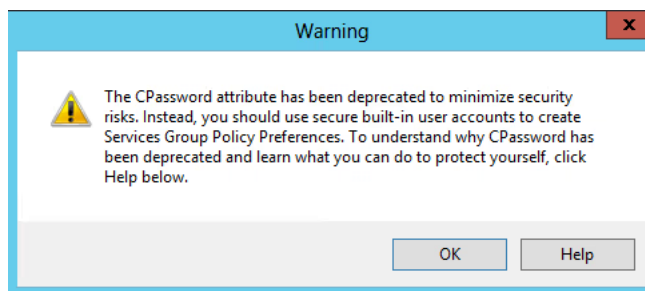 Warning
x
The CPassword attribute has been deprecated to minimize security
risks. Instead, you should use secure built-in user accounts to create
Services Group Policy Preferences. To understand why CPassword has
been deprecated and learn what you can do to protect yourself, click
Help below.
OK
Help